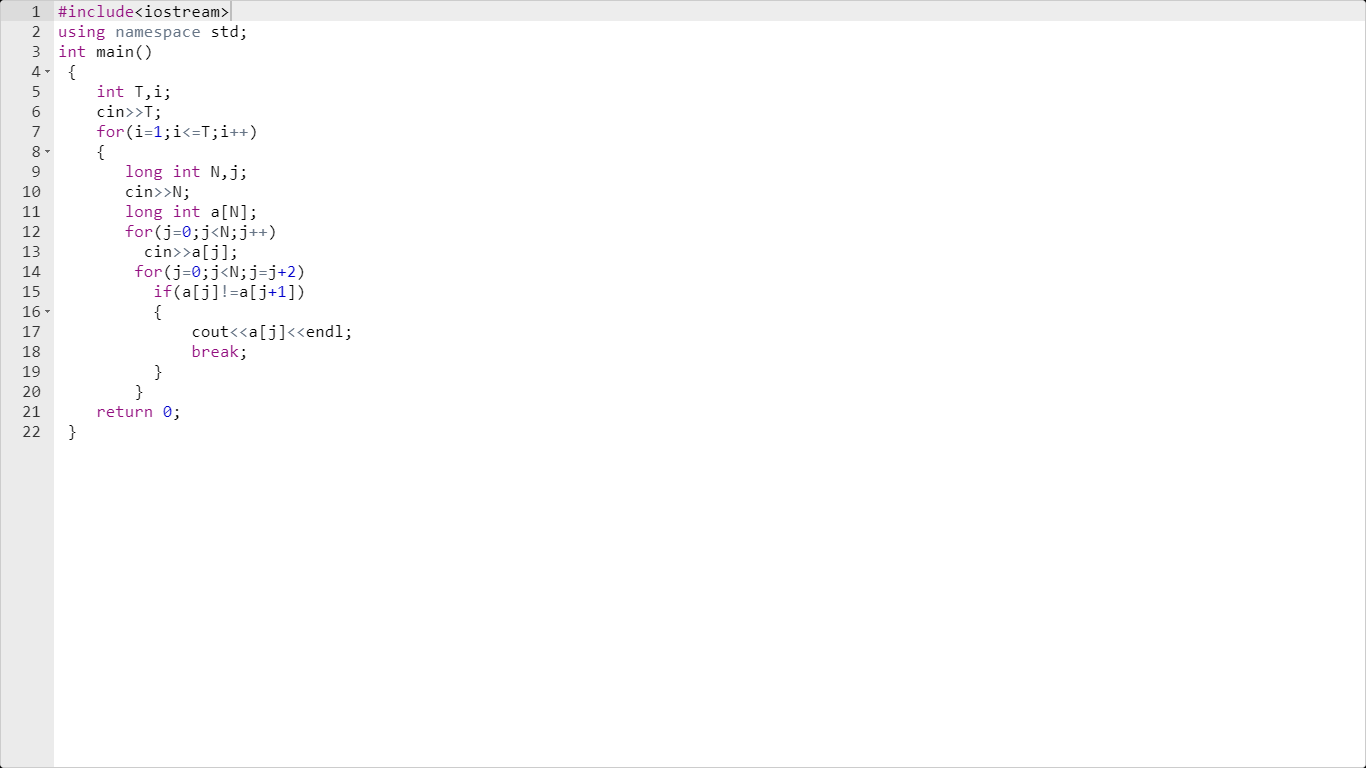 1 #include<iostream>
2 using namespace std;
3 int main()
4 {
5 int T,i;
6 cin>>T;
7 for(i=1;i<=T;i++)
8 {
9 long int N,j;
10 cin>>N;
11 long int a[N];
12 for(j=0;j<N;j++)
13 cin>>a[j];
14 for(j=0;j<N;j=j+2)
15 if(a[j]!=a[j+1])
16 {
17 cout<<a[j]<<endl;
18 break;
19 }
20 }
21 return 0;
22 }